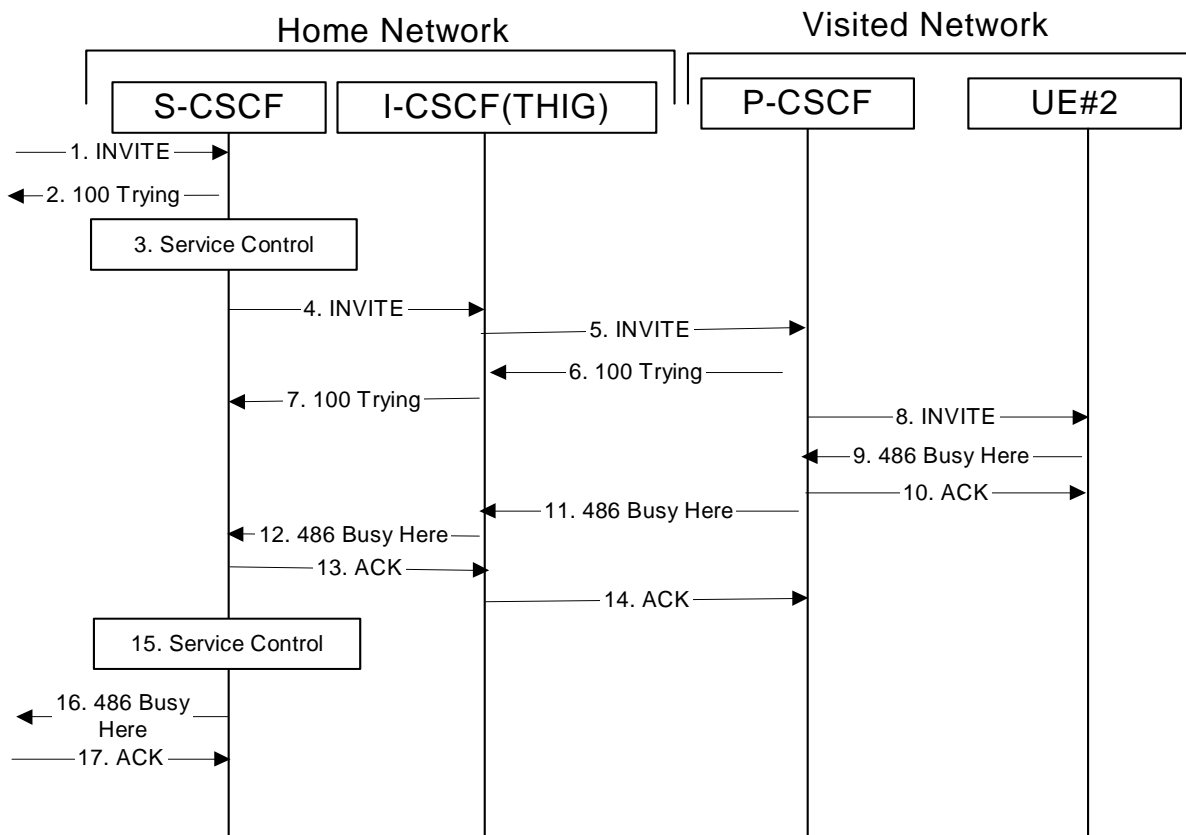 Home Network
Visited Network
S-CSCF
I-CSCF(THIG)
P-CSCF
UE#2
1. INVITE
2. 100 Trying
3. Service Control
4. INVITE
5. INVITE
6. 100 Trying
7. 100 Trying
8. INVITE
9. 486 Busy Here
10. ACK
11. 486 Busy Here
12. 486 Busy Here
13. ACK
14. ACK
15. Service Control
16. 486 Busy
Here
17. ACK